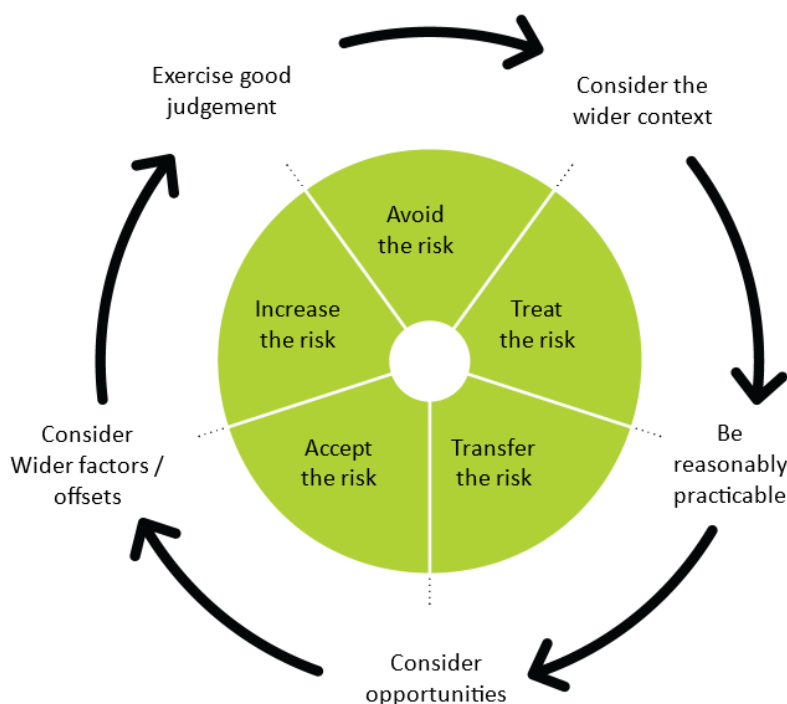 Exercise good
judgement
Consider the
wider context
Avoid
the risk
Increase
the risk
Treat
the risk
Accept
the risk
Transfer
the risk
Consider
Wider factors /
offsets
Be
reasonably
practicable
Consider
opportunities